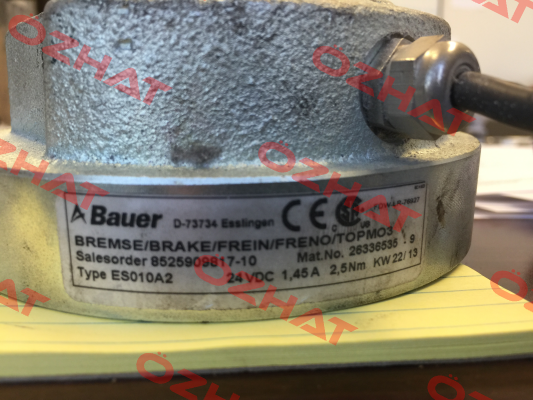 OZHAT
Bauer D-73734 Esslingen CE
BREMSE/BRAKE/FREIN/FRENO/TOPMO3
Salesorder 8525909817-10 Mat.No. 26336535 - 9
Type ES010A2 24VDC 1,45A 2,5Nm KW 22/13